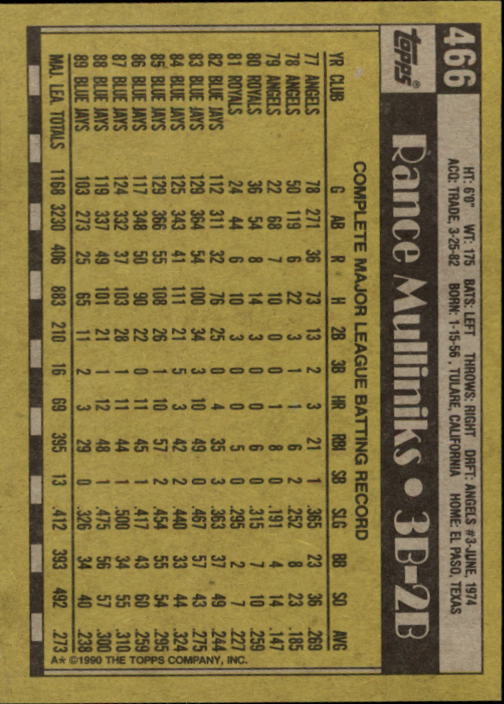 466
HT: 6'0" WT: 175 BATS: LEFT THROWS: RIGHT DRFT: ANGELS #3-JUNE, 1974
ACQ: TRADE, 3-25-82 BORN: 1-15-56, TULARE, CALIFORNIA HOME: EL PASO, TEXAS
Topps®
Rance Mulliniks • 3B-2B
COMPLETE MAJOR LEAGUE BATTING RECORD
YR CLUB G AB R H 2B 3B HR RBI SB SLG BB SO AVG
77 ANGELS 78 271 36 73 13 2 3 21 1 .365 23 36 .269
78 ANGELS 50 119 6 22 3 1 1 6 2 .252 8 23 .185
79 ANGELS 22 68 7 10 0 0 1 8 0 .191 4 14 .147
80 ROYALS 36 54 8 14 3 0 0 6 0 .315 7 10 .259
81 ROYALS 24 44 6 10 3 0 0 5 0 .295 2 7 .227
82 BLUE JAYS 112 311 32 76 25 0 4 35 3 .363 37 49 .244
83 BLUE JAYS 129 364 54 100 34 3 10 49 0 .467 57 43 .275
84 BLUE JAYS 125 343 41 111 21 5 3 42 2 .440 33 44 .324
85 BLUE JAYS 129 366 55 108 26 1 10 57 2 .454 55 54 .295
86 BLUE JAYS 117 348 50 90 22 0 11 45 1 .417 43 60 .259
87 BLUE JAYS 124 332 37 103 28 1 11 44 1 .500 34 55 .310
88 BLUE JAYS 119 337 49 101 21 1 12 48 1 .475 56 57 .300
89 BLUE JAYS 103 273 25 65 11 2 3 29 0 .326 34 40 .238
MAJ. LEA. TOTALS 1168 3230 406 883 210 16 69 395 13 .412 393 492 .273
A* ©1990 THE TOPPS COMPANY, INC.